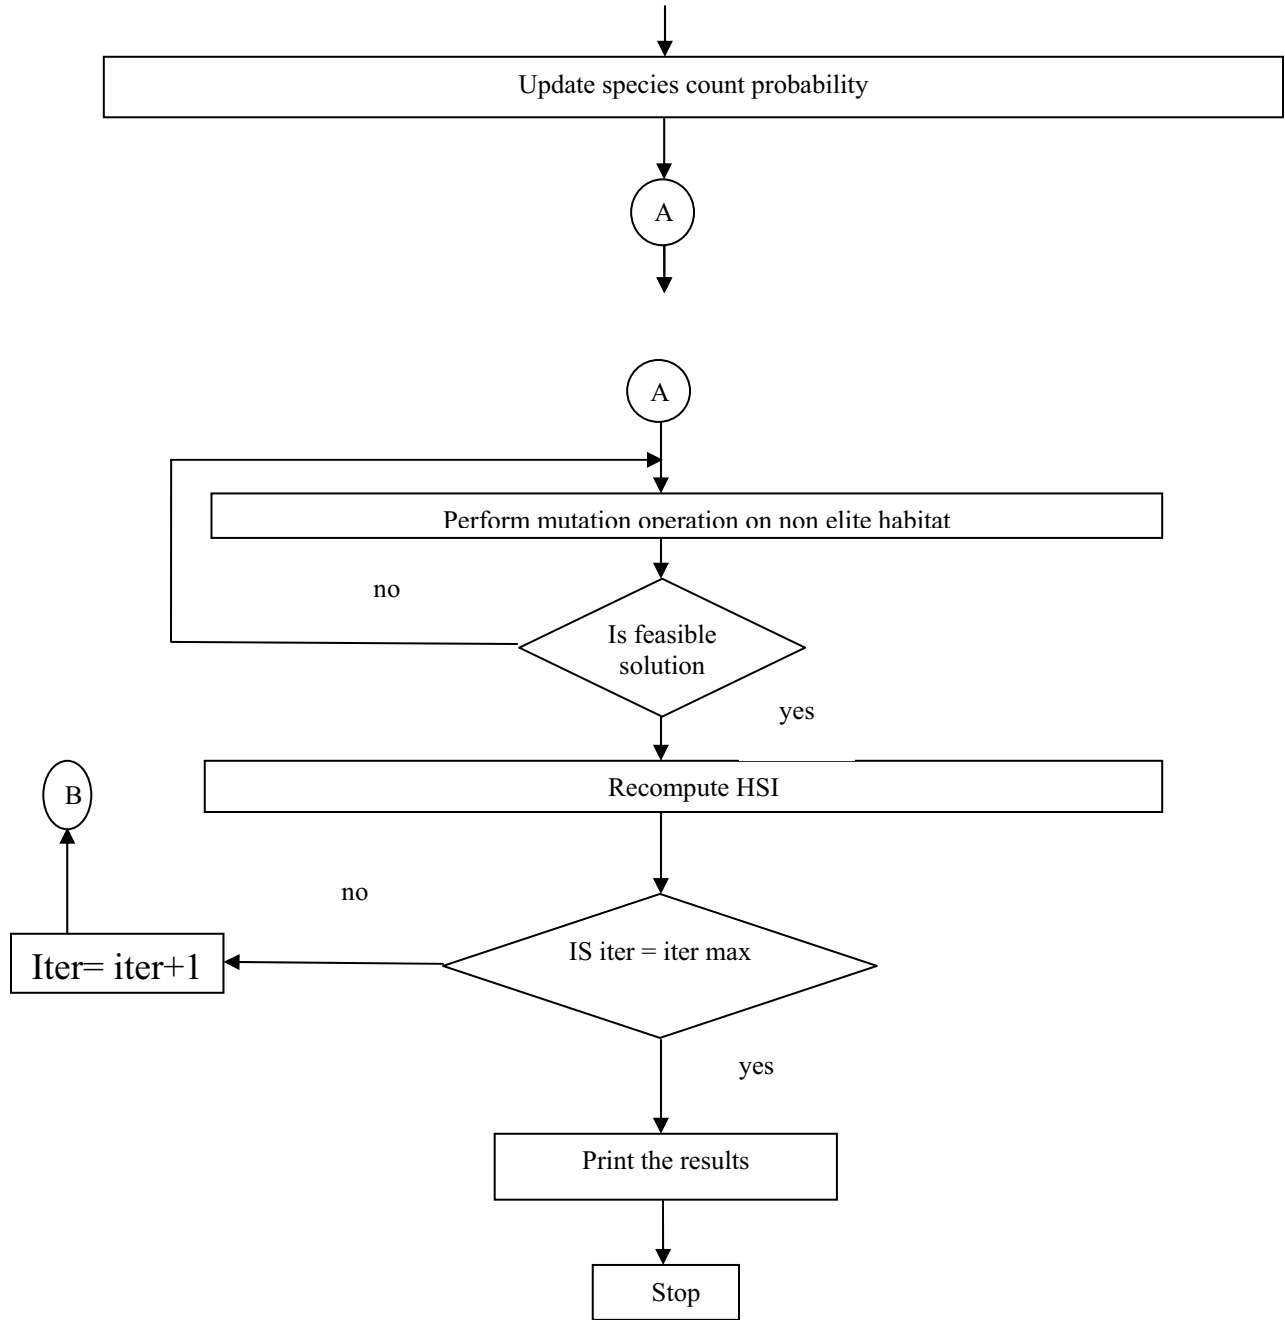 Update species count probability
A
A
Perform mutation operation on non elite habitat
no
Is feasible
solution
yes
B
Recompute HSI
no
IS iter = iter max
Iter= iter+1
yes
Print the results
Stop